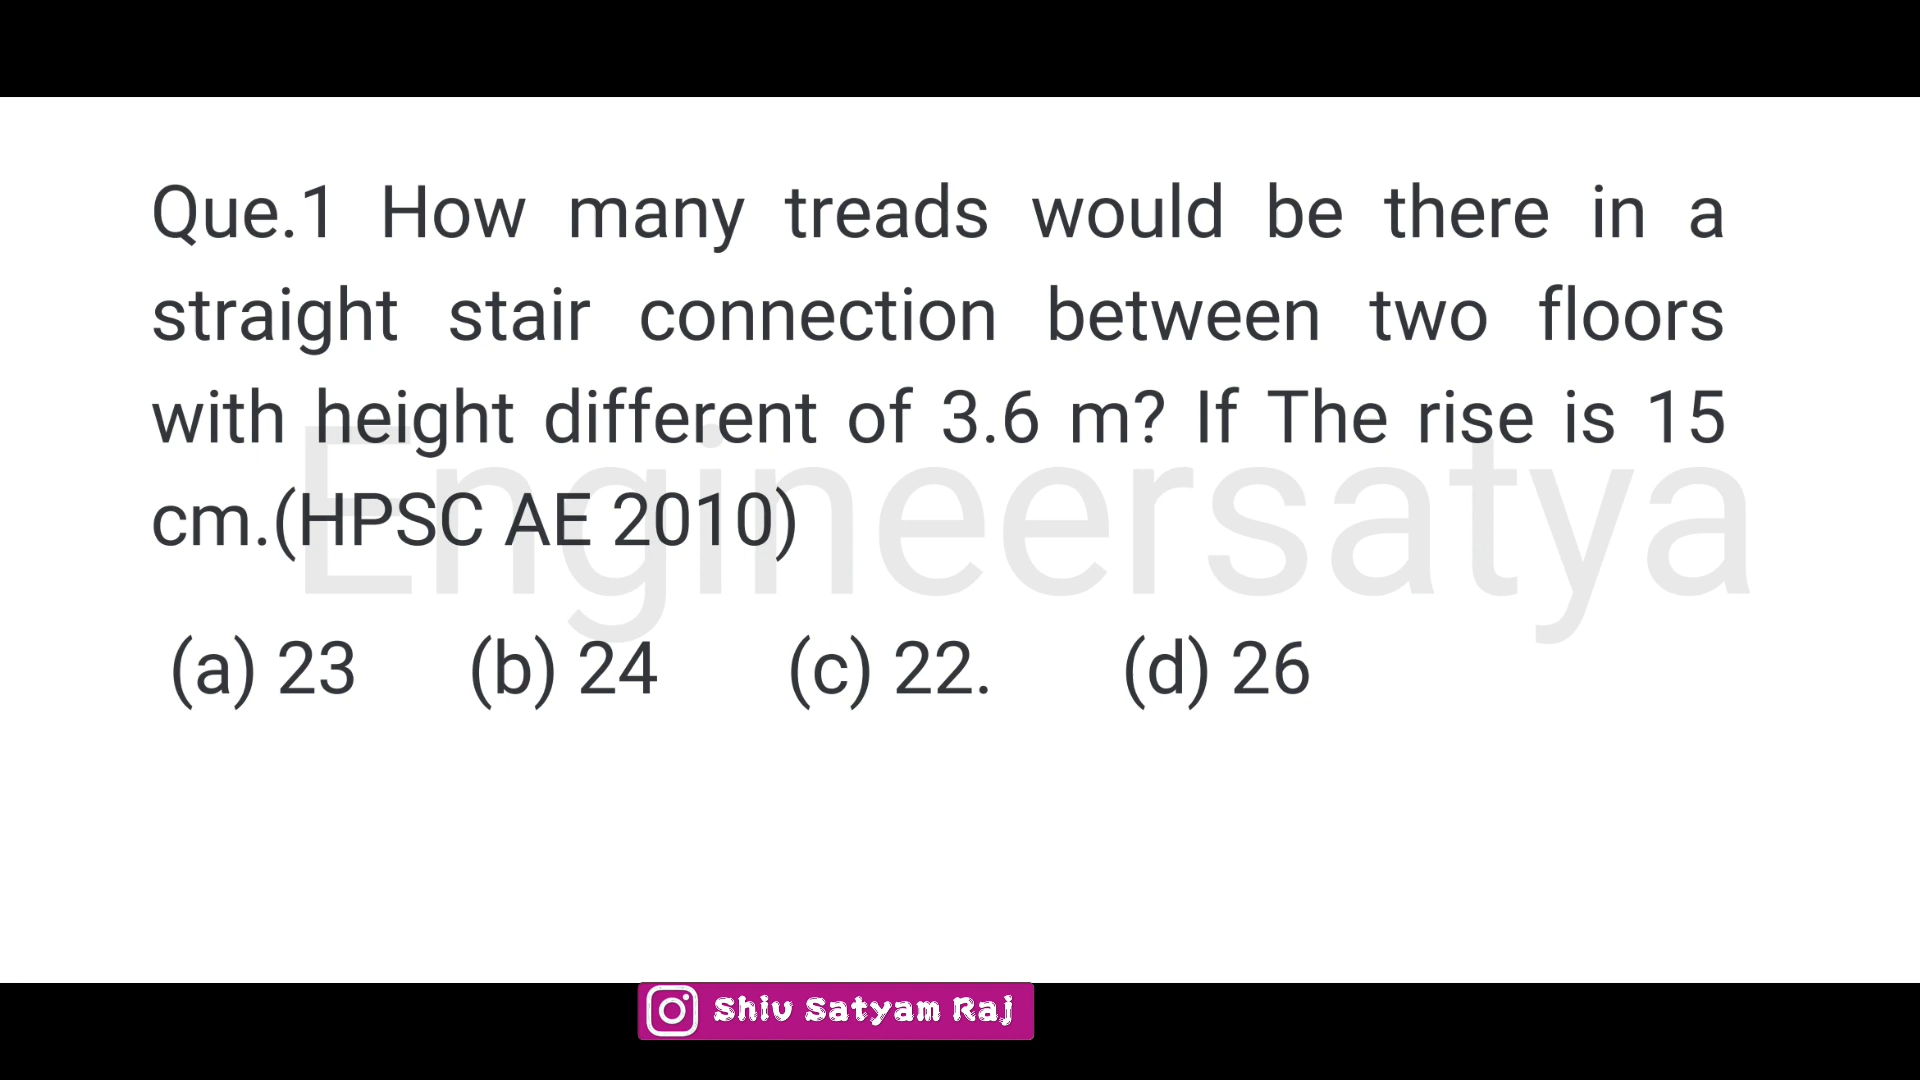 Que.1 How many treads would be there in a
straight stair connection between two floors
with height different of 3.6 m? If The rise is 15
cm.(HPSC AE 2010)
Engineersatya
(a) 23 (b) 24 (c) 22. (d) 26
Shiv Satyam Raj